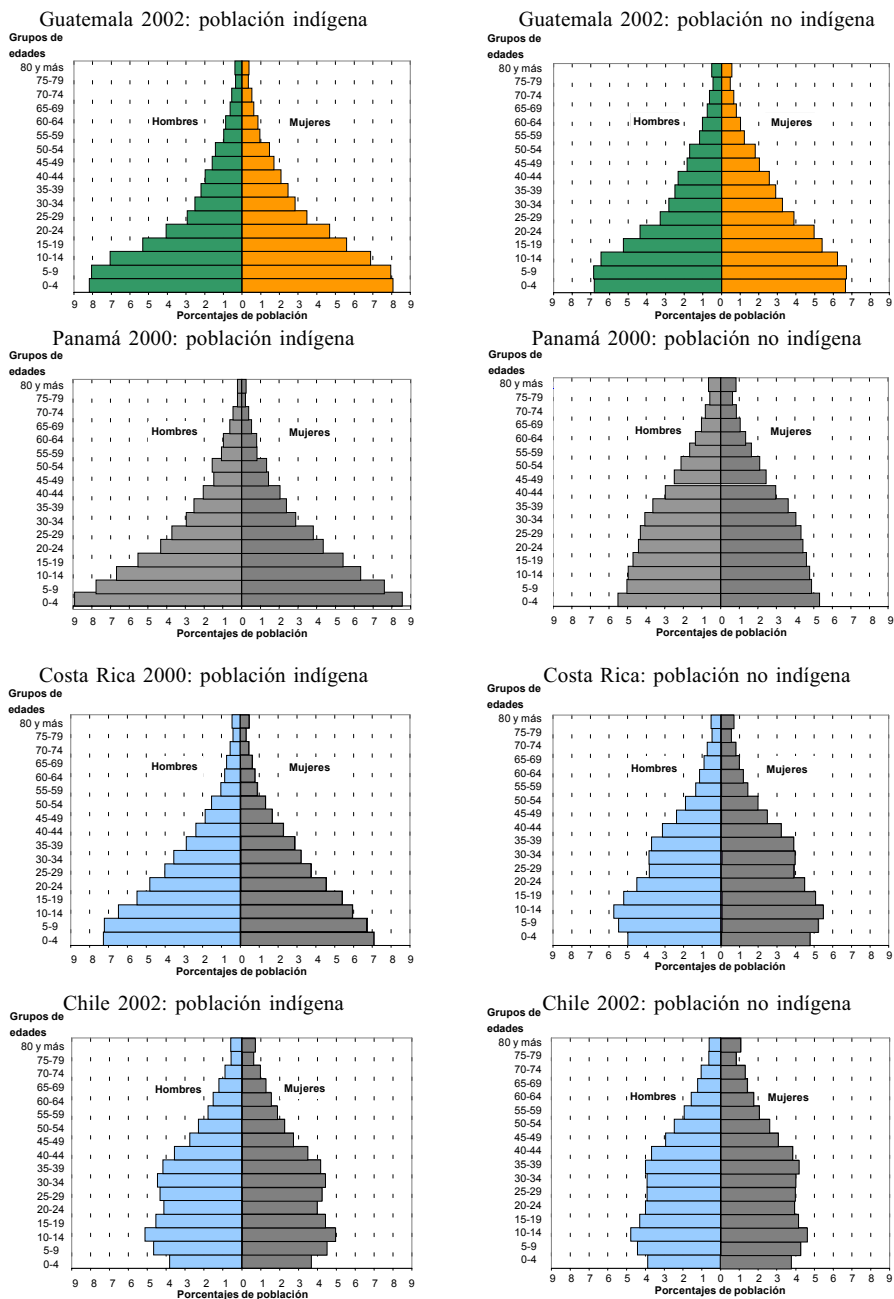 Guatemala 2002: población indígena
Grupos de
edades
80 y más
75-79
70-74
65-69
60-64
55-59
50-54
45-49
40-44
35-39
30-34
25-29
20-24
15-19
10-14
5-9
0-4
Hombres
Mujeres
9 8 7 6 5 4 3 2 1 0 1 2 3 4 5 6 7 8 9
Porcentajes de población
Guatemala 2002: población no indígena
Grupos de
edades
80 y más
75-79
70-74
65-69
60-64
55-59
50-54
45-49
40-44
35-39
30-34
25-29
20-24
15-19
10-14
5-9
0-4
Hombres
Mujeres
9 8 7 6 5 4 3 2 1 0 1 2 3 4 5 6 7 8 9
Porcentajes de población
Panamá 2000: población indígena
Grupos de
edades
80 y más
75-79
70-74
65-69
60-64
55-59
50-54
45-49
40-44
35-39
30-34
25-29
20-24
15-19
10-14
5-9
0-4
Hombres
Mujeres
9 8 7 6 5 4 3 2 1 0 1 2 3 4 5 6 7 8 9
Porcentajes de población
Panamá 2000: población no indígena
Grupos de
edades
80 y más
75-79
70-74
65-69
60-64
55-59
50-54
45-49
40-44
35-39
30-34
25-29
20-24
15-19
10-14
5-9
0-4
Hombres
Mujeres
9 8 7 6 5 4 3 2 1 0 1 2 3 4 5 6 7 8 9
Porcentajes de población
Costa Rica 2000: población indígena
Grupos de
edades
80 y más
75-79
70-74
65-69
60-64
55-59
50-54
45-49
40-44
35-39
30-34
25-29
20-24
15-19
10-14
5-9
0-4
Hombres
Mujeres
9 8 7 6 5 4 3 2 1 0 1 2 3 4 5 6 7 8 9
Porcentajes de población
Costa Rica: población no indígena
Grupos de
edades
80 y más
75-79
70-74
65-69
60-64
55-59
50-54
45-49
40-44
35-39
30-34
25-29
20-24
15-19
10-14
5-9
0-4
Hombres
Mujeres
9 8 7 6 5 4 3 2 1 0 1 2 3 4 5 6 7 8 9
Porcentajes de población
Chile 2002: población indígena
Grupos de
edades
80 y más
75-79
70-74
65-69
60-64
55-59
50-54
45-49
40-44
35-39
30-34
25-29
20-24
15-19
10-14
5-9
0-4
Hombres
Mujeres
9 8 7 6 5 4 3 2 1 0 1 2 3 4 5 6 7 8 9
Porcentajes de población
Chile 2002: población no indígena
Grupos de
edades
80 y más
75-79
70-74
65-69
60-64
55-59
50-54
45-49
40-44
35-39
30-34
25-29
20-24
15-19
10-14
5-9
0-4
Hombres
Mujeres
9 8 7 6 5 4 3 2 1 0 1 2 3 4 5 6 7 8 9
Porcentajes de población